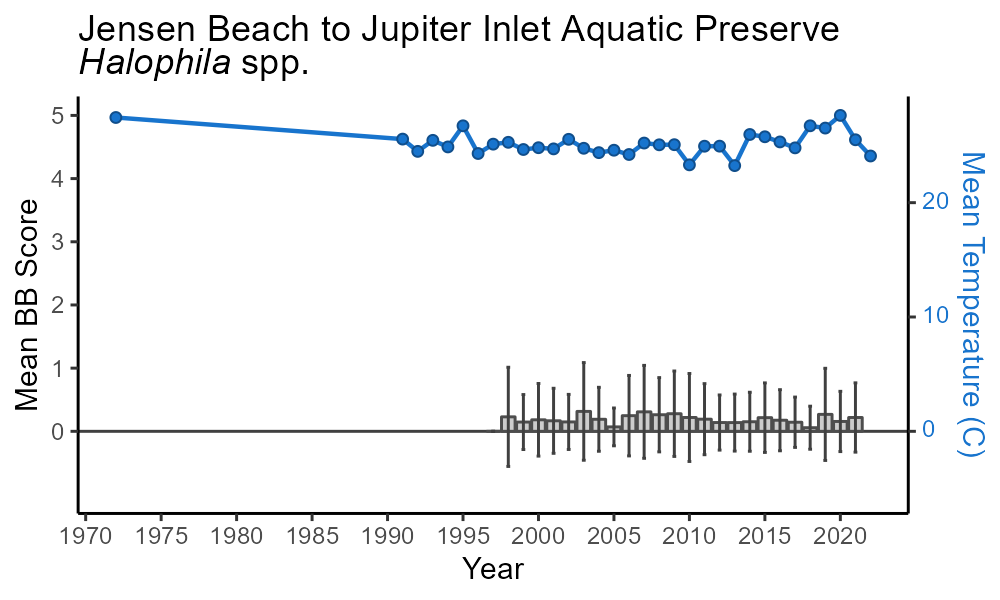 Jensen Beach to Jupiter Inlet Aquatic Preserve
Halophila spp.
5
4
3
2
1
0
Mean BB Score
20
10
0
Mean Temperature (C)
1970 1975 1980 1985 1990 1995 2000 2005 2010 2015 2020
Year